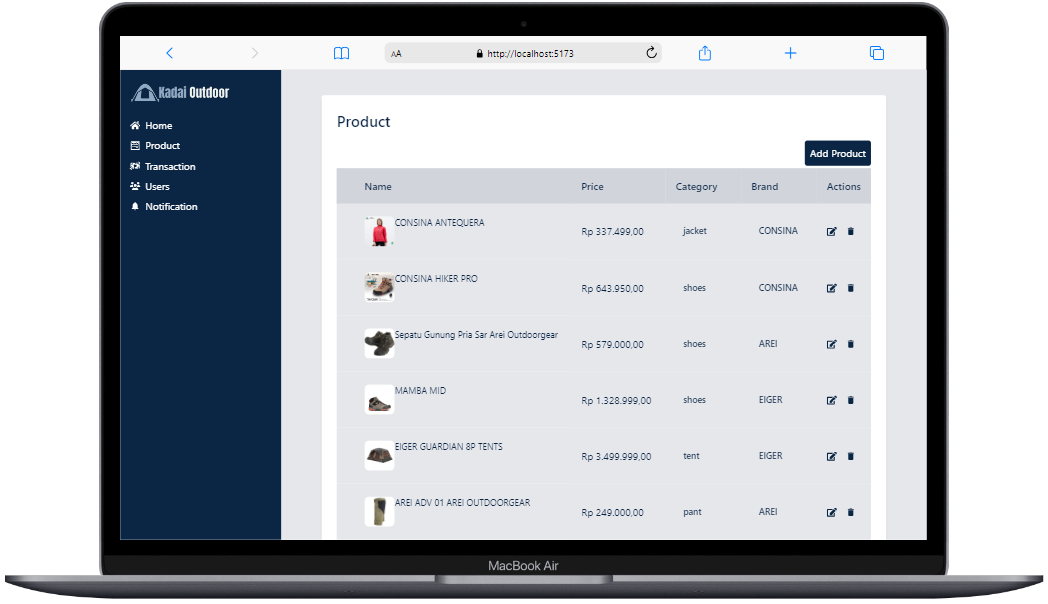 AA http://localhost:5173
Kadai Outdoor
Home
Product
Transaction
Users
Notification
Product
Add Product
Name Price Category Brand Actions
CONSINA ANTEQUERA Rp 337.499,00 jacket CONSINA
CONSINA HIKER PRO Rp 643.950,00 shoes CONSINA
Sepatu Gunung Pria Sar Arei Outdoorgear Rp 579.000,00 shoes AREI
MAMBA MID Rp 1.328.999,00 shoes EIGER
EIGER GUARDIAN 8P TENTS Rp 3.499.999,00 tent EIGER
AREI ADV 01 AREI OUTDOORGEAR Rp 249.000,00 pant AREI
MacBook Air